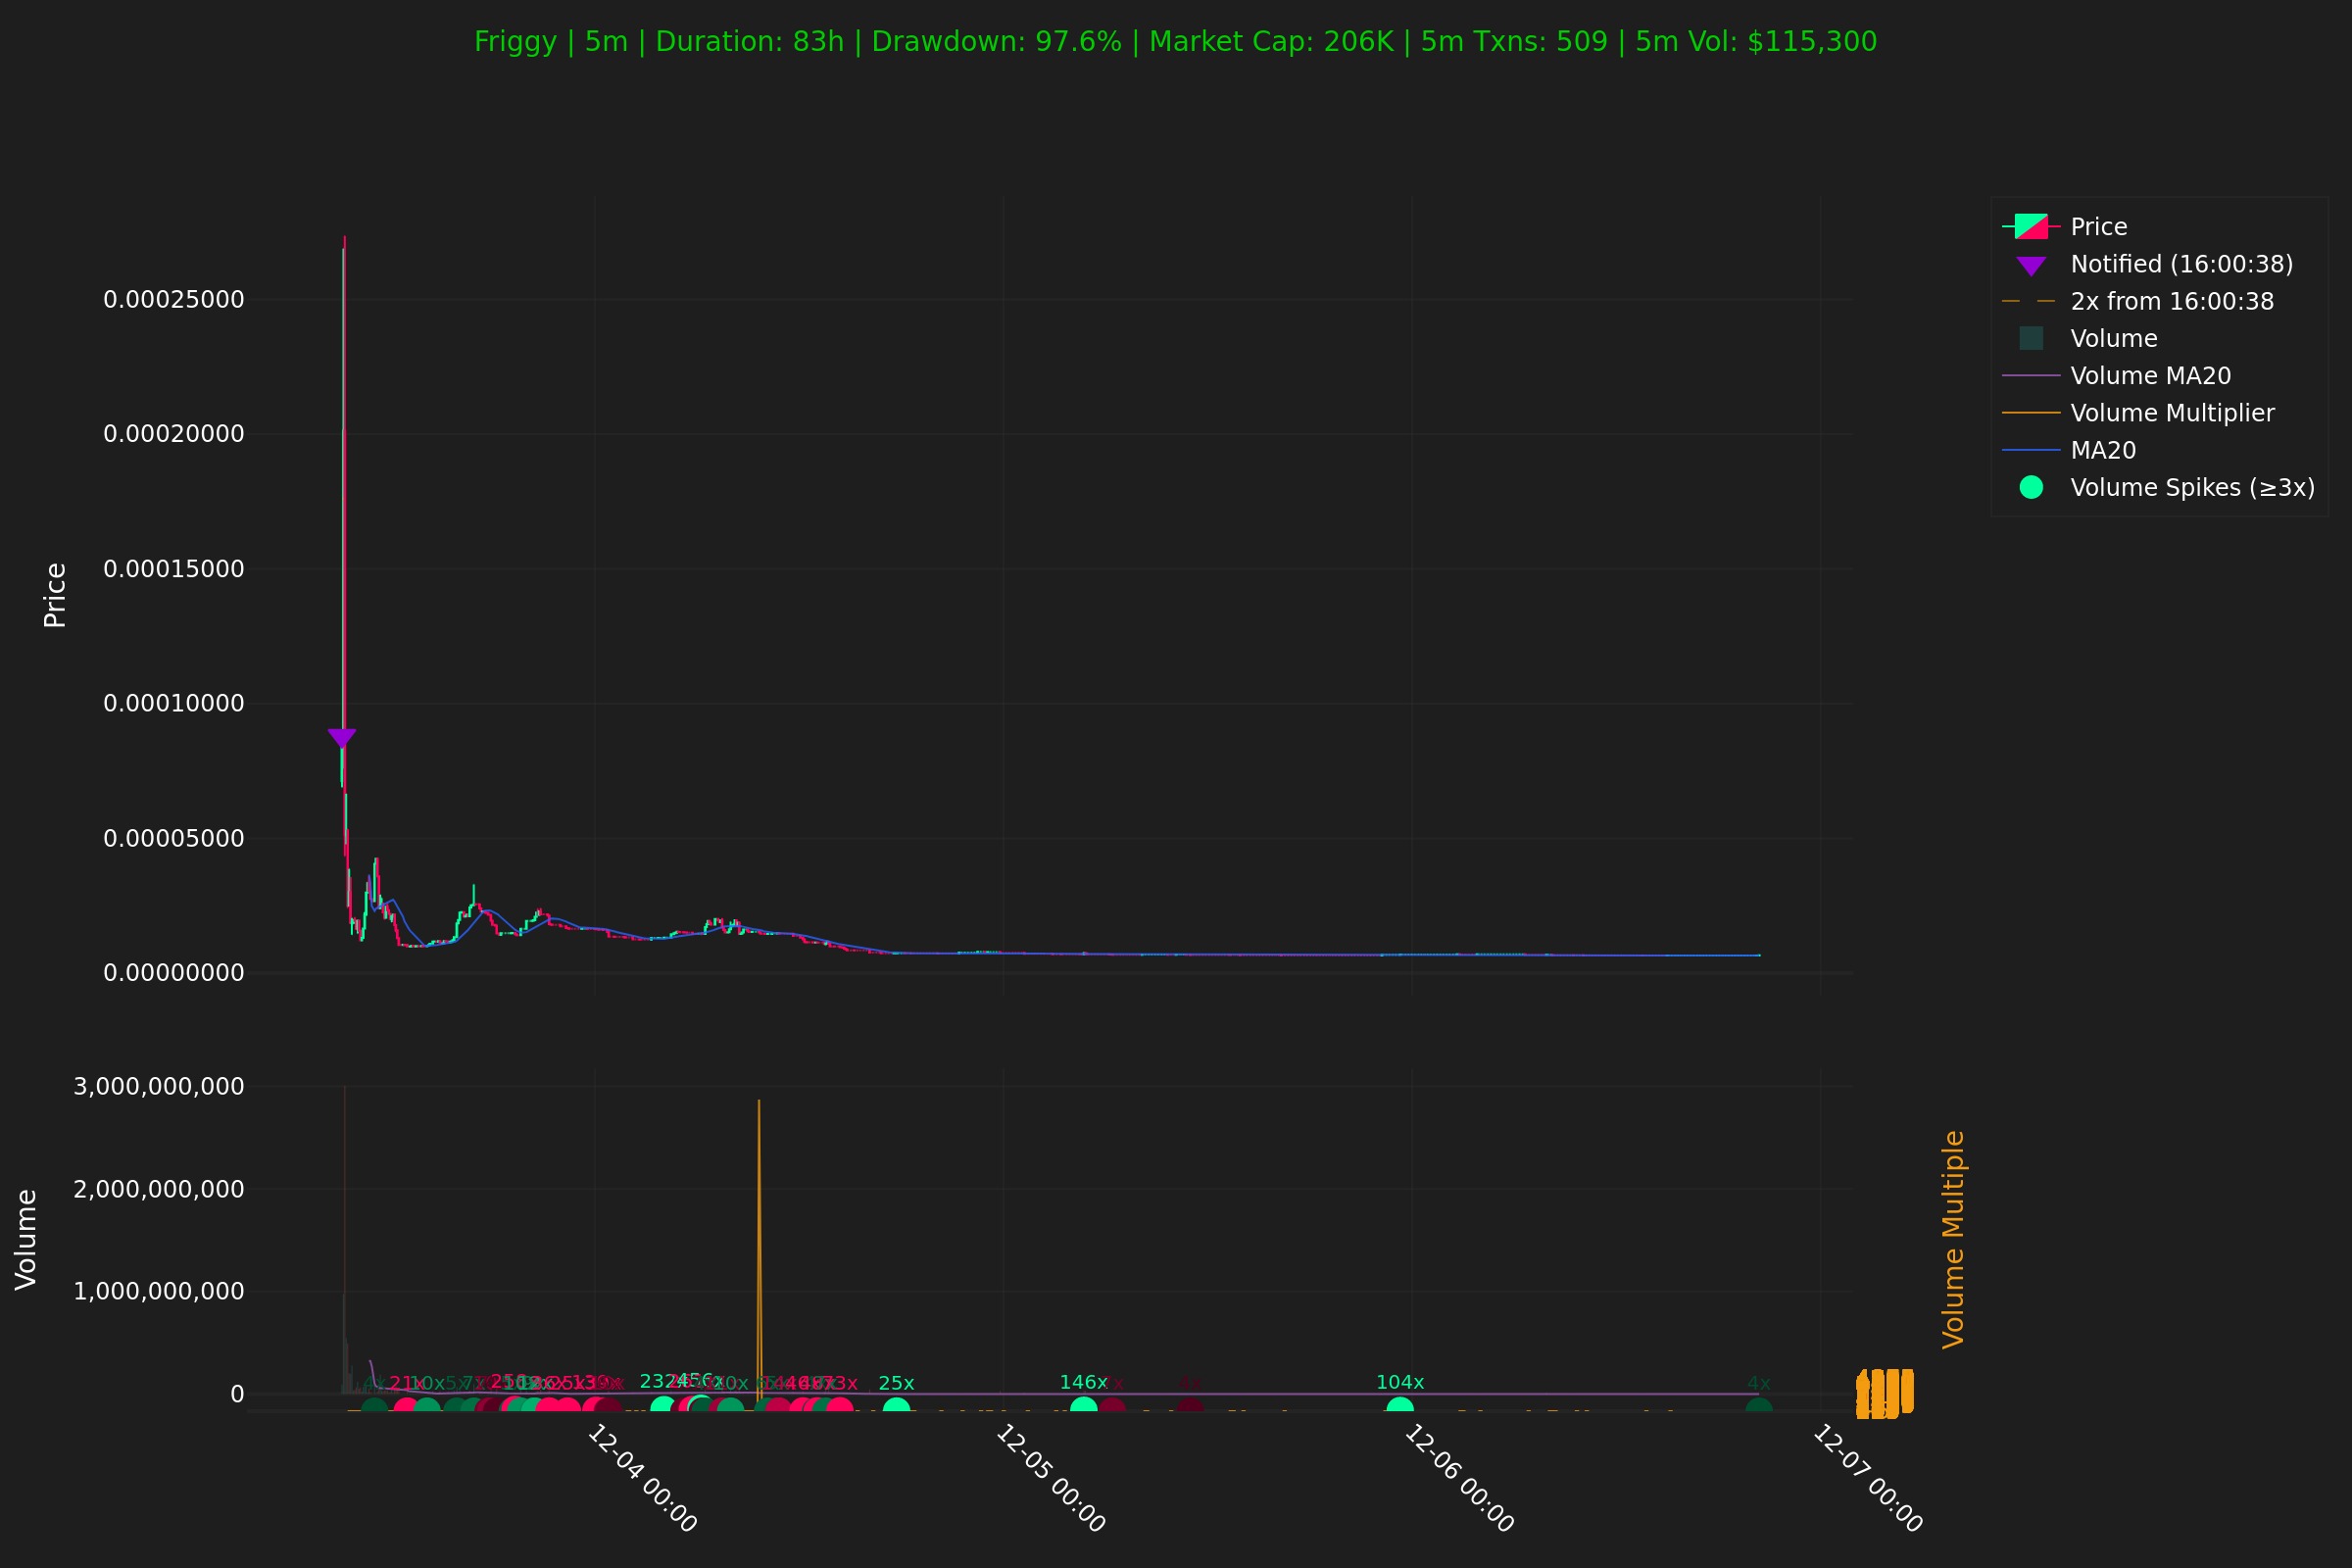 Friggy | 5m | Duration: 83h | Drawdown: 97.6% | Market Cap: 206K | 5m Txns: 509 | 5m Vol: $115,300
Price
0.00025000
0.00020000
0.00015000
0.00010000
0.00005000
0.00000000
Price
Notified (16:00:38)
2x from 16:00:38
Volume
Volume MA20
Volume Multiplier
MA20
Volume Spikes (≥3x)
Volume
3,000,000,000
2,000,000,000
1,000,000,000
0
4x
21x
10x
5x
25x
146x
104x
4x
Volume Multiple
12-04 00:00
12-05 00:00
12-06 00:00
12-07 00:00